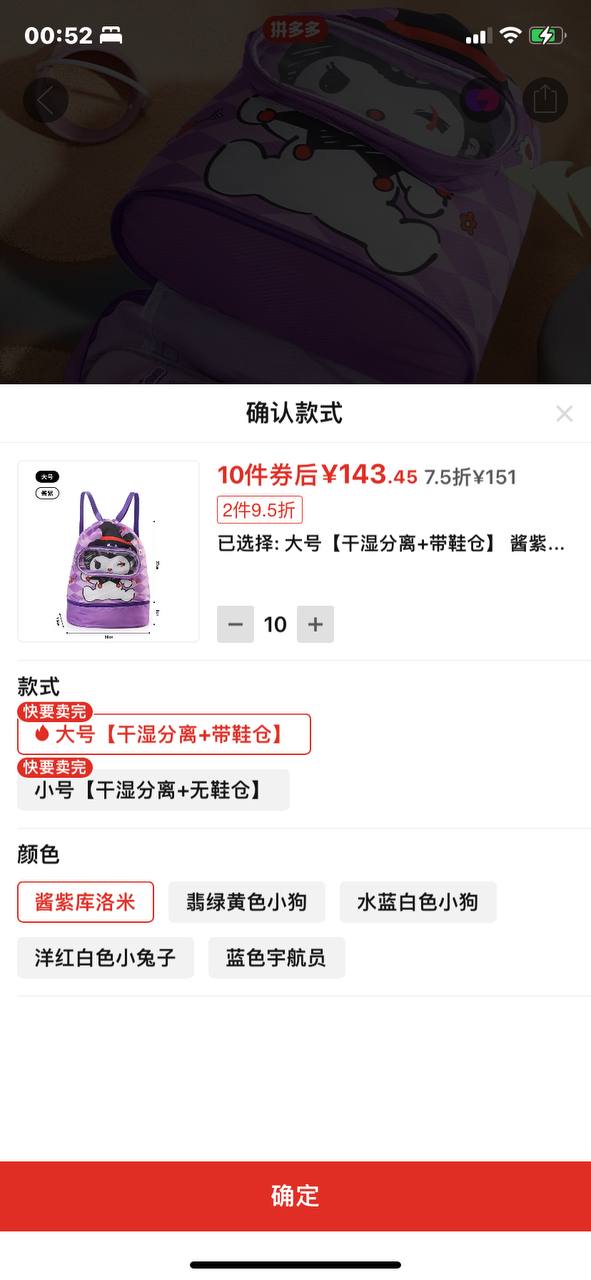 00:52
拼多多
确认款式
大号
酱紫
10件券后¥143.45 7.5折¥151
2件9.5折
已选择: 大号【干湿分离+带鞋仓】 酱紫...
10
款式
快要卖完
大号【干湿分离+带鞋仓】
快要卖完
小号【干湿分离+无鞋仓】
颜色
酱紫库洛米
翡绿黄色小狗
水蓝白色小狗
洋红白色小兔子
蓝色宇航员
确定